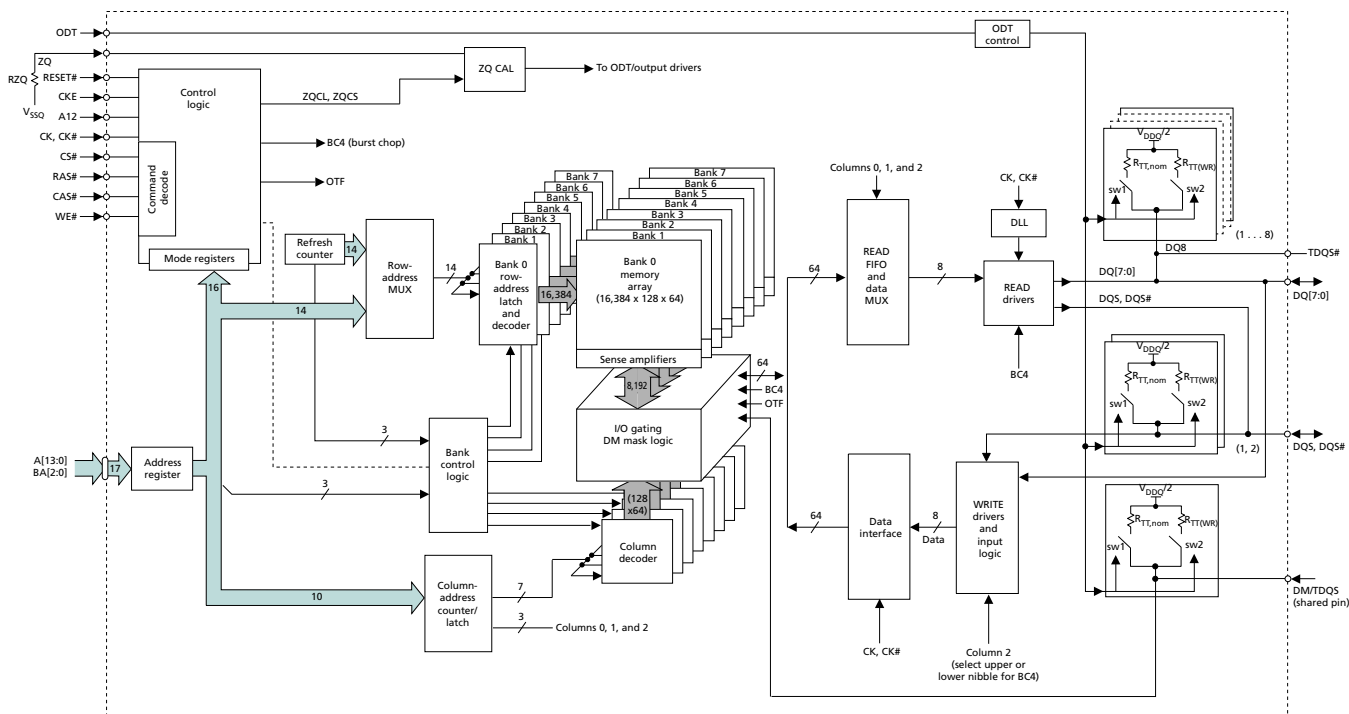 ODT
ODT
control
ZQ
RZQ
VSSQ
RESET#
CKE
A12
CK, CK#
CS#
RAS#
CAS#
WE#
Control
logic
Command
decode
Mode registers
ZQ CAL
To ODT/output drivers
ZQCL, ZQCS
BC4 (burst chop)
OTF
Refresh
counter
14
Row-
address
MUX
14
16
14
Bank 7
Bank 6
Bank 5
Bank 4
Bank 3
Bank 2
Bank 1
Bank 0
row-
address
latch
and
decoder
16,384
Bank 7
Bank 6
Bank 5
Bank 4
Bank 3
Bank 2
Bank 1
Bank 0
memory
array
(16,384 x 128 x 64)
Sense amplifiers
8,192
64
BC4
OTF
I/O gating
DM mask logic
(128
x64)
Column
decoder
3
Bank
control
logic
3
A[13:0]
BA[2:0]
17
Address
register
10
Column-
address
counter/
latch
7
3
Columns 0, 1, and 2
Columns 0, 1, and 2
64
READ
FIFO
and
data
MUX
8
CK, CK#
DLL
READ
drivers
BC4
DQ8
DQ[7:0]
DQS, DQS#
VDDQ/2
RTT,nom
RTT(WR)
sw1
sw2
(1 . . . 8)
TDQS#
DQ[7:0]
VDDQ/2
RTT,nom
RTT(WR)
sw1
sw2
(1, 2)
DQS, DQS#
64
Data
interface
8
Data
WRITE
drivers
and
input
logic
CK, CK#
Column 2
(select upper or
lower nibble for BC4)
VDDQ/2
RTT,nom
RTT(WR)
sw1
sw2
DM/TDQS
(shared pin)